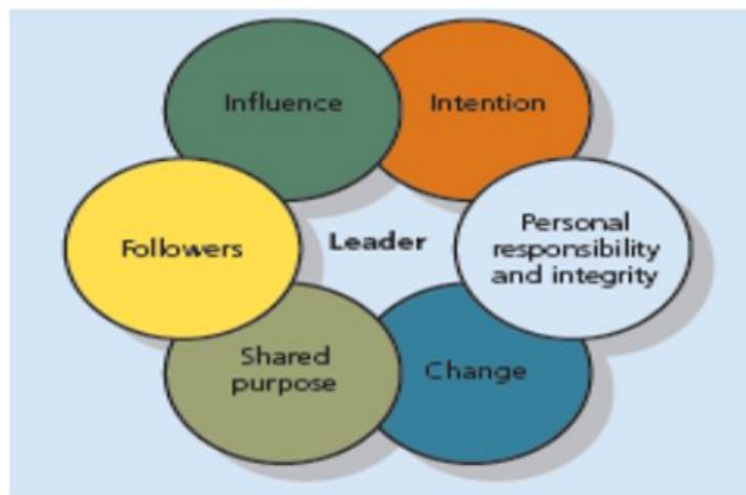 Influence
Intention
Followers
Leader
Personal
responsibility
and integrity
Shared
purpose
Change